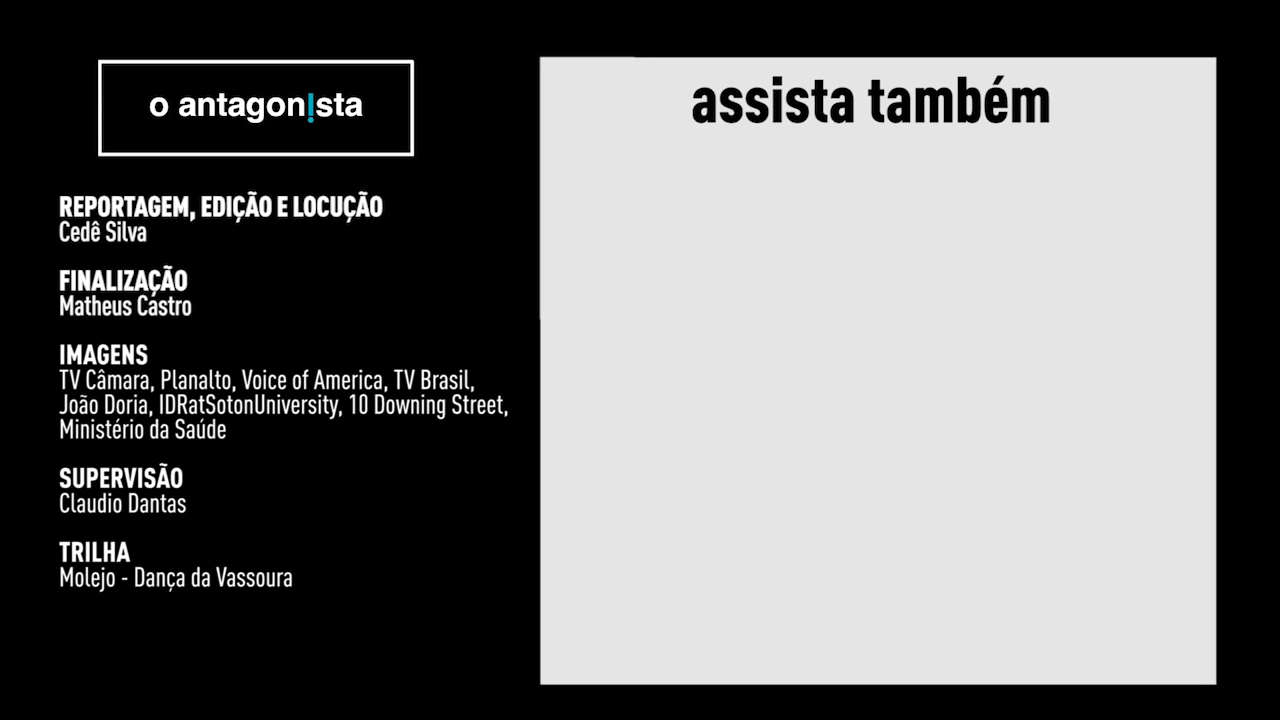 o antagon!sta
REPORTAGEM, EDIÇÃO E LOCUÇÃO
Cedê Silva
FINALIZAÇÃO
Matheus Castro
IMAGENS
TV Câmara, Planalto, Voice of America, TV Brasil,
João Doria, IDRatSotonUniversity, 10 Downing Street,
Ministério da Saúde
SUPERVISÃO
Claudio Dantas
TRILHA
Molejo - Dança da Vassoura
assista também